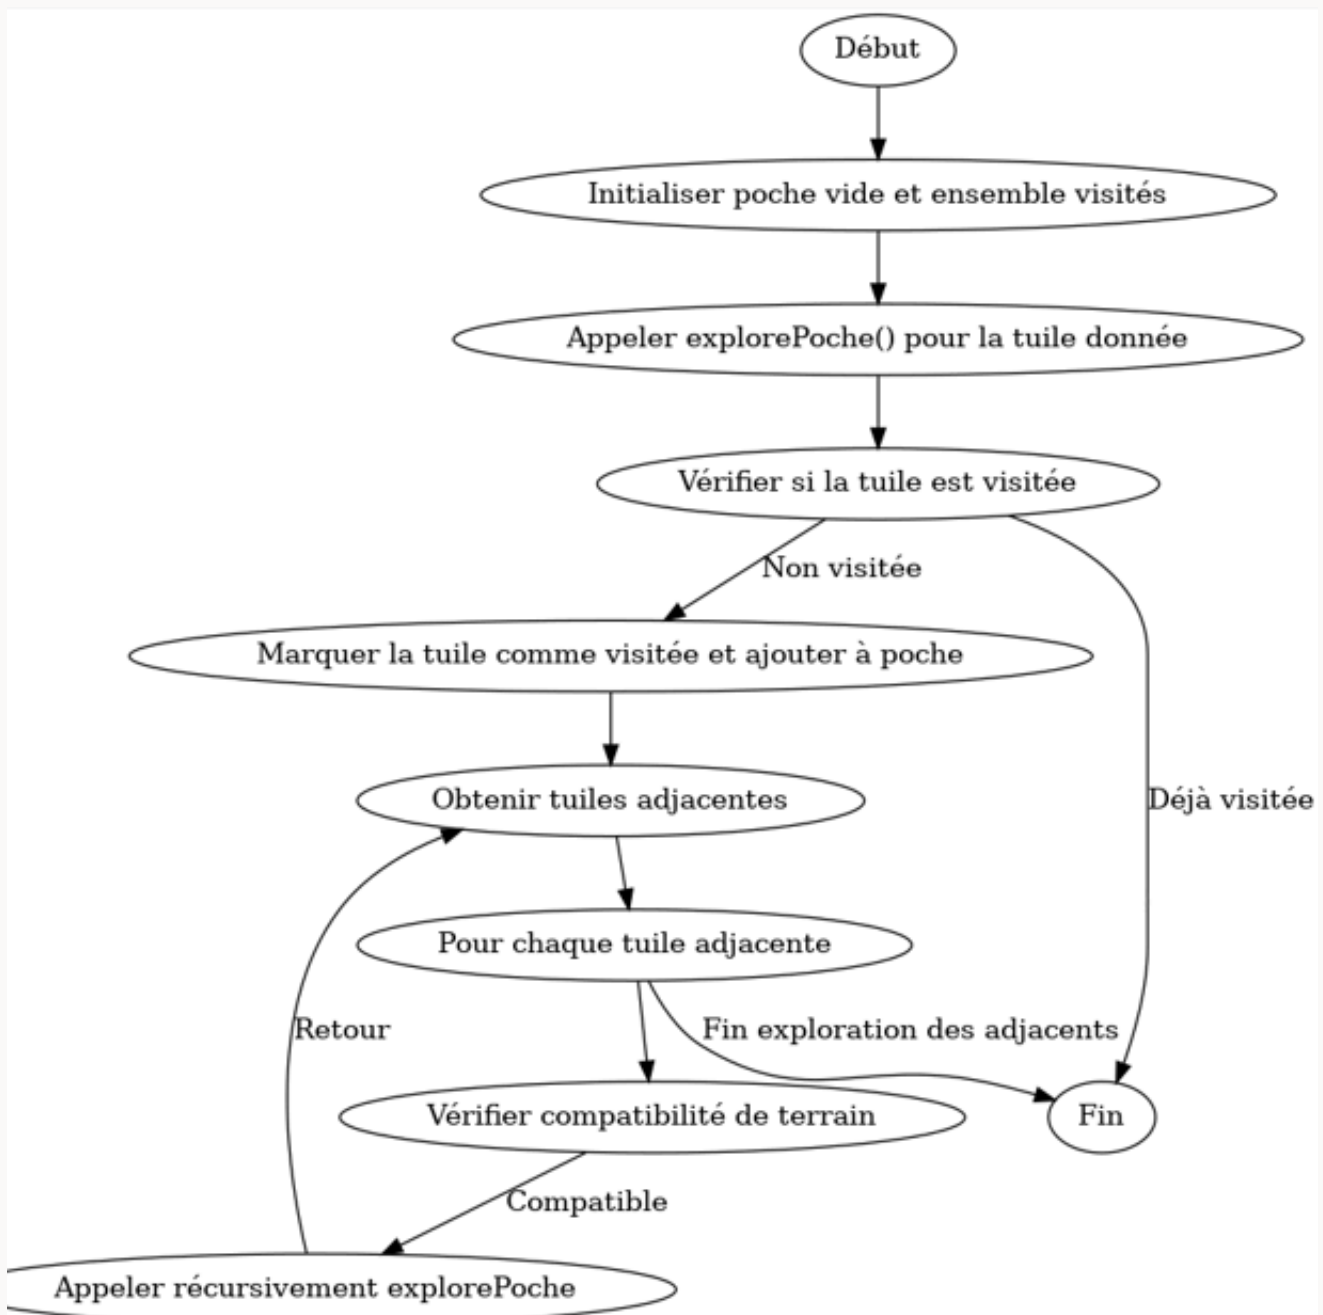 Début
Initialiser poche vide et ensemble visités
Appeler explorePoche() pour la tuile donnée
Vérifier si la tuile est visitée
Non visitée
Marquer la tuile comme visitée et ajouter à poche
Obtenir tuiles adjacentes
Déjà visitée
Pour chaque tuile adjacente
Retour
Fin exploration des adjacents
Vérifier compatibilité de terrain
Fin
Compatible
Appeler récursivement explorePoche